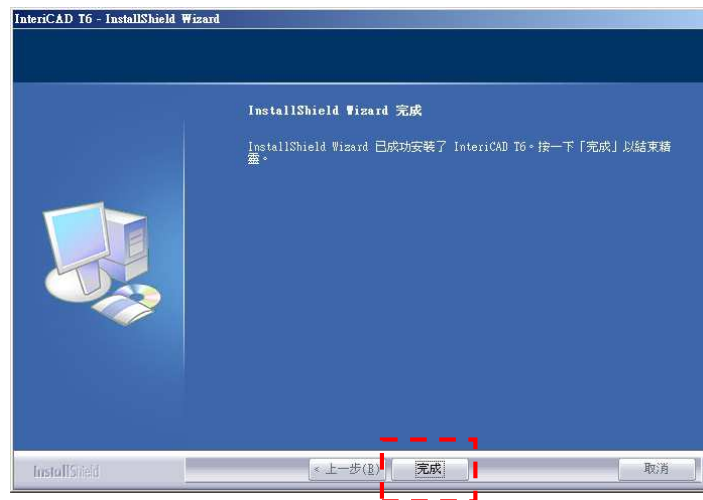 InteriCAD T6 - InstallShield Wizard
InstallShield Wizard 完成
InstallShield Wizard 已成功安裝了 InteriCAD T6。按一下「完成」以結束精
靈。
InstallShield
< 上一步(B)
完成
取消